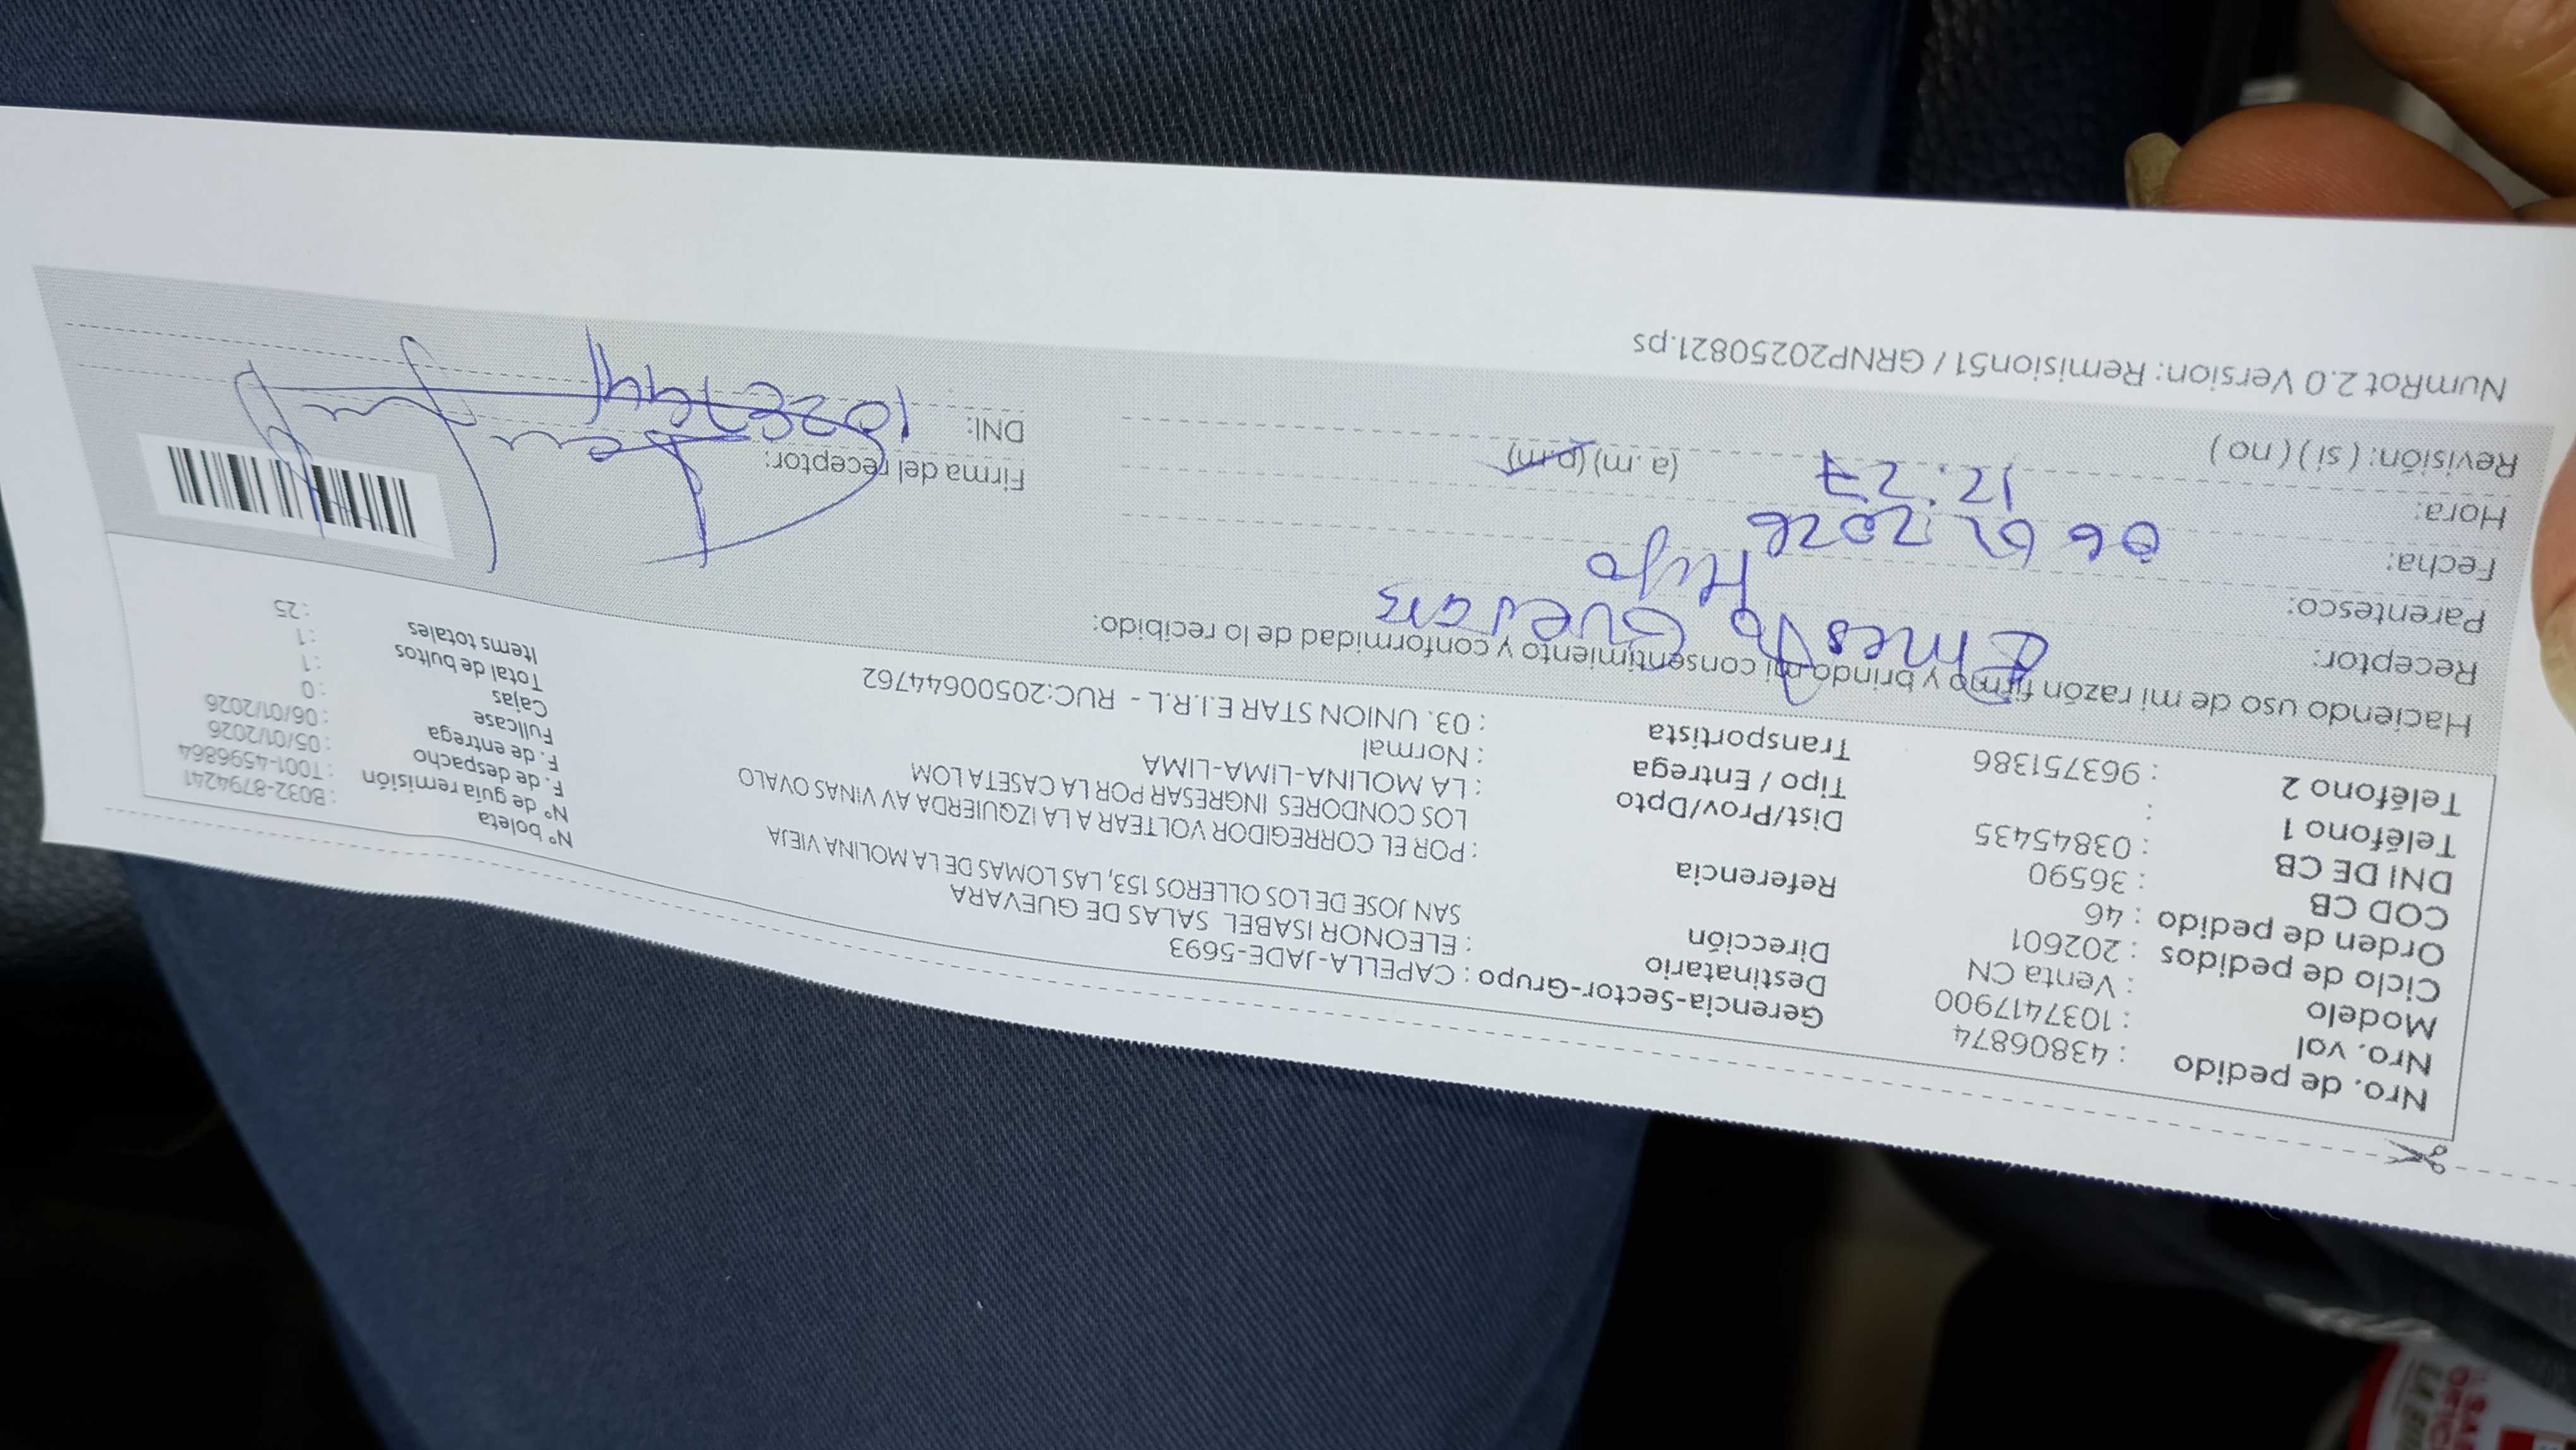 Nro. de pedido : 43806874
Nro. vol : 1037417900
Modelo : Venta CN
Ciclo de pedidos : 202601
Orden de pedido : 46
COD CB : 36590
DNI DE CB : 03845435
Teléfono 1 :
Teléfono 2 : 963751386
Gerencia-Sector-Grupo : CAPELLA-JADE-5693
Destinatario : ELEONOR ISABEL SALAS DE GUEVARA
Dirección SAN JOSE DE LOS OLLEROS 153, LAS LOMAS DE LA MOLINA VIEJA
Referencia : POR EL CORREGIDOR VOLTEAR A LA IZQUIERDA AV VINAS OVALO
LOS CONDORES INGRESAR POR LA CASETA LOM
Dist/Prov/Dpto : LA MOLINA-LIMA-LIMA
Tipo / Entrega : Normal
Transportista : 03. UNION STAR E.I.R.L - RUC:20500644762
Nº boleta : B032-8794241
Nº de guía remisión : T001-4596864
F. de despacho : 05/01/2026
F. de entrega : 06/01/2026
Fullcase : 0
Cajas : 1
Total de bultos : 1
Items totales : 25
Haciendo uso de mi razón firmo y brindo mi consentimiento y conformidad de lo recibido:
Receptor: Ernesto Guevara
Parentesco: Hijo
Fecha: 06 01 2026
Hora: 12:27 (a.m) (p.m)
Revisión: ( si ) ( no )
Firma del receptor:
DNI:
NumRot 2.0 Version: Remision51 / GRNP20250821.ps